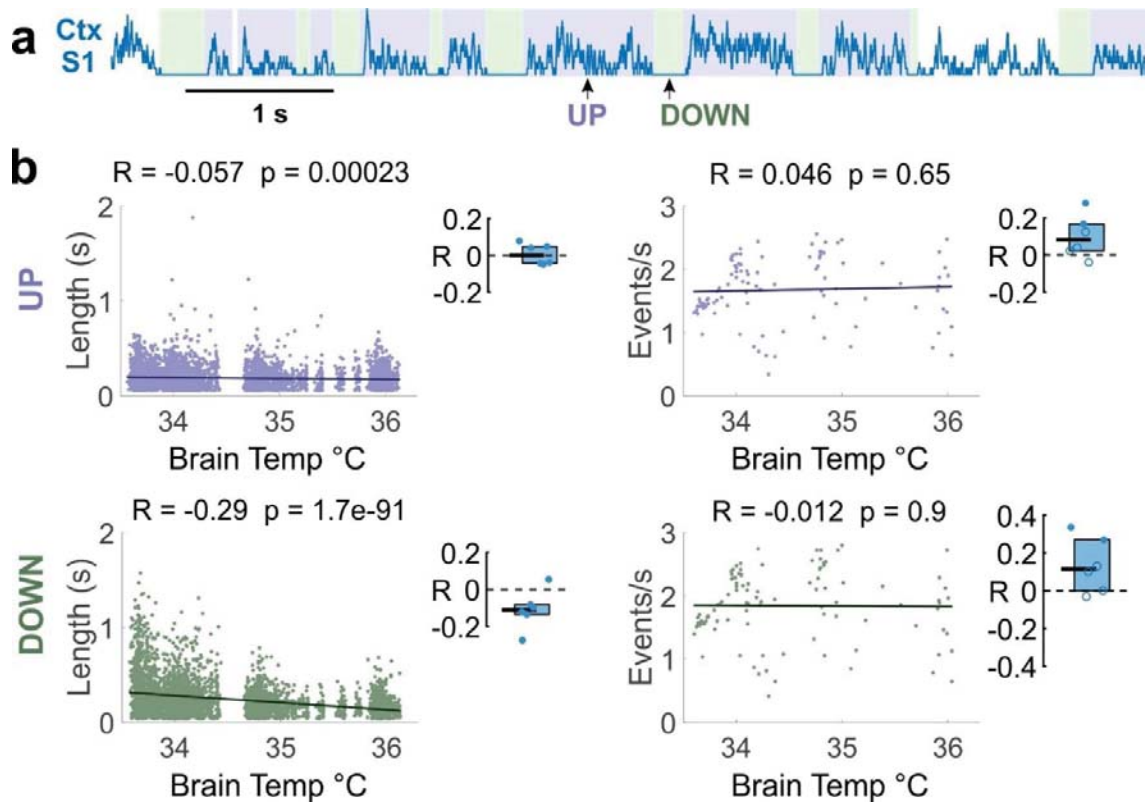 a
Ctx
S1
1 s
UP
DOWN
b
R = -0.057 p = 0.00023
UP
Length (s)
2
1
0
34 35 36
Brain Temp °C
0.2
R 0
-0.2
R = 0.046 p = 0.65
Events/s
3
2
1
0
34 35 36
Brain Temp °C
0.2
R 0
-0.2
R = -0.29 p = 1.7e-91
DOWN
Length (s)
2
1
0
34 35 36
Brain Temp °C
0.2
R 0
-0.2
R = -0.012 p = 0.9
Events/s
3
2
1
0
34 35 36
Brain Temp °C
0.4
0.2
R 0
-0.2
-0.4